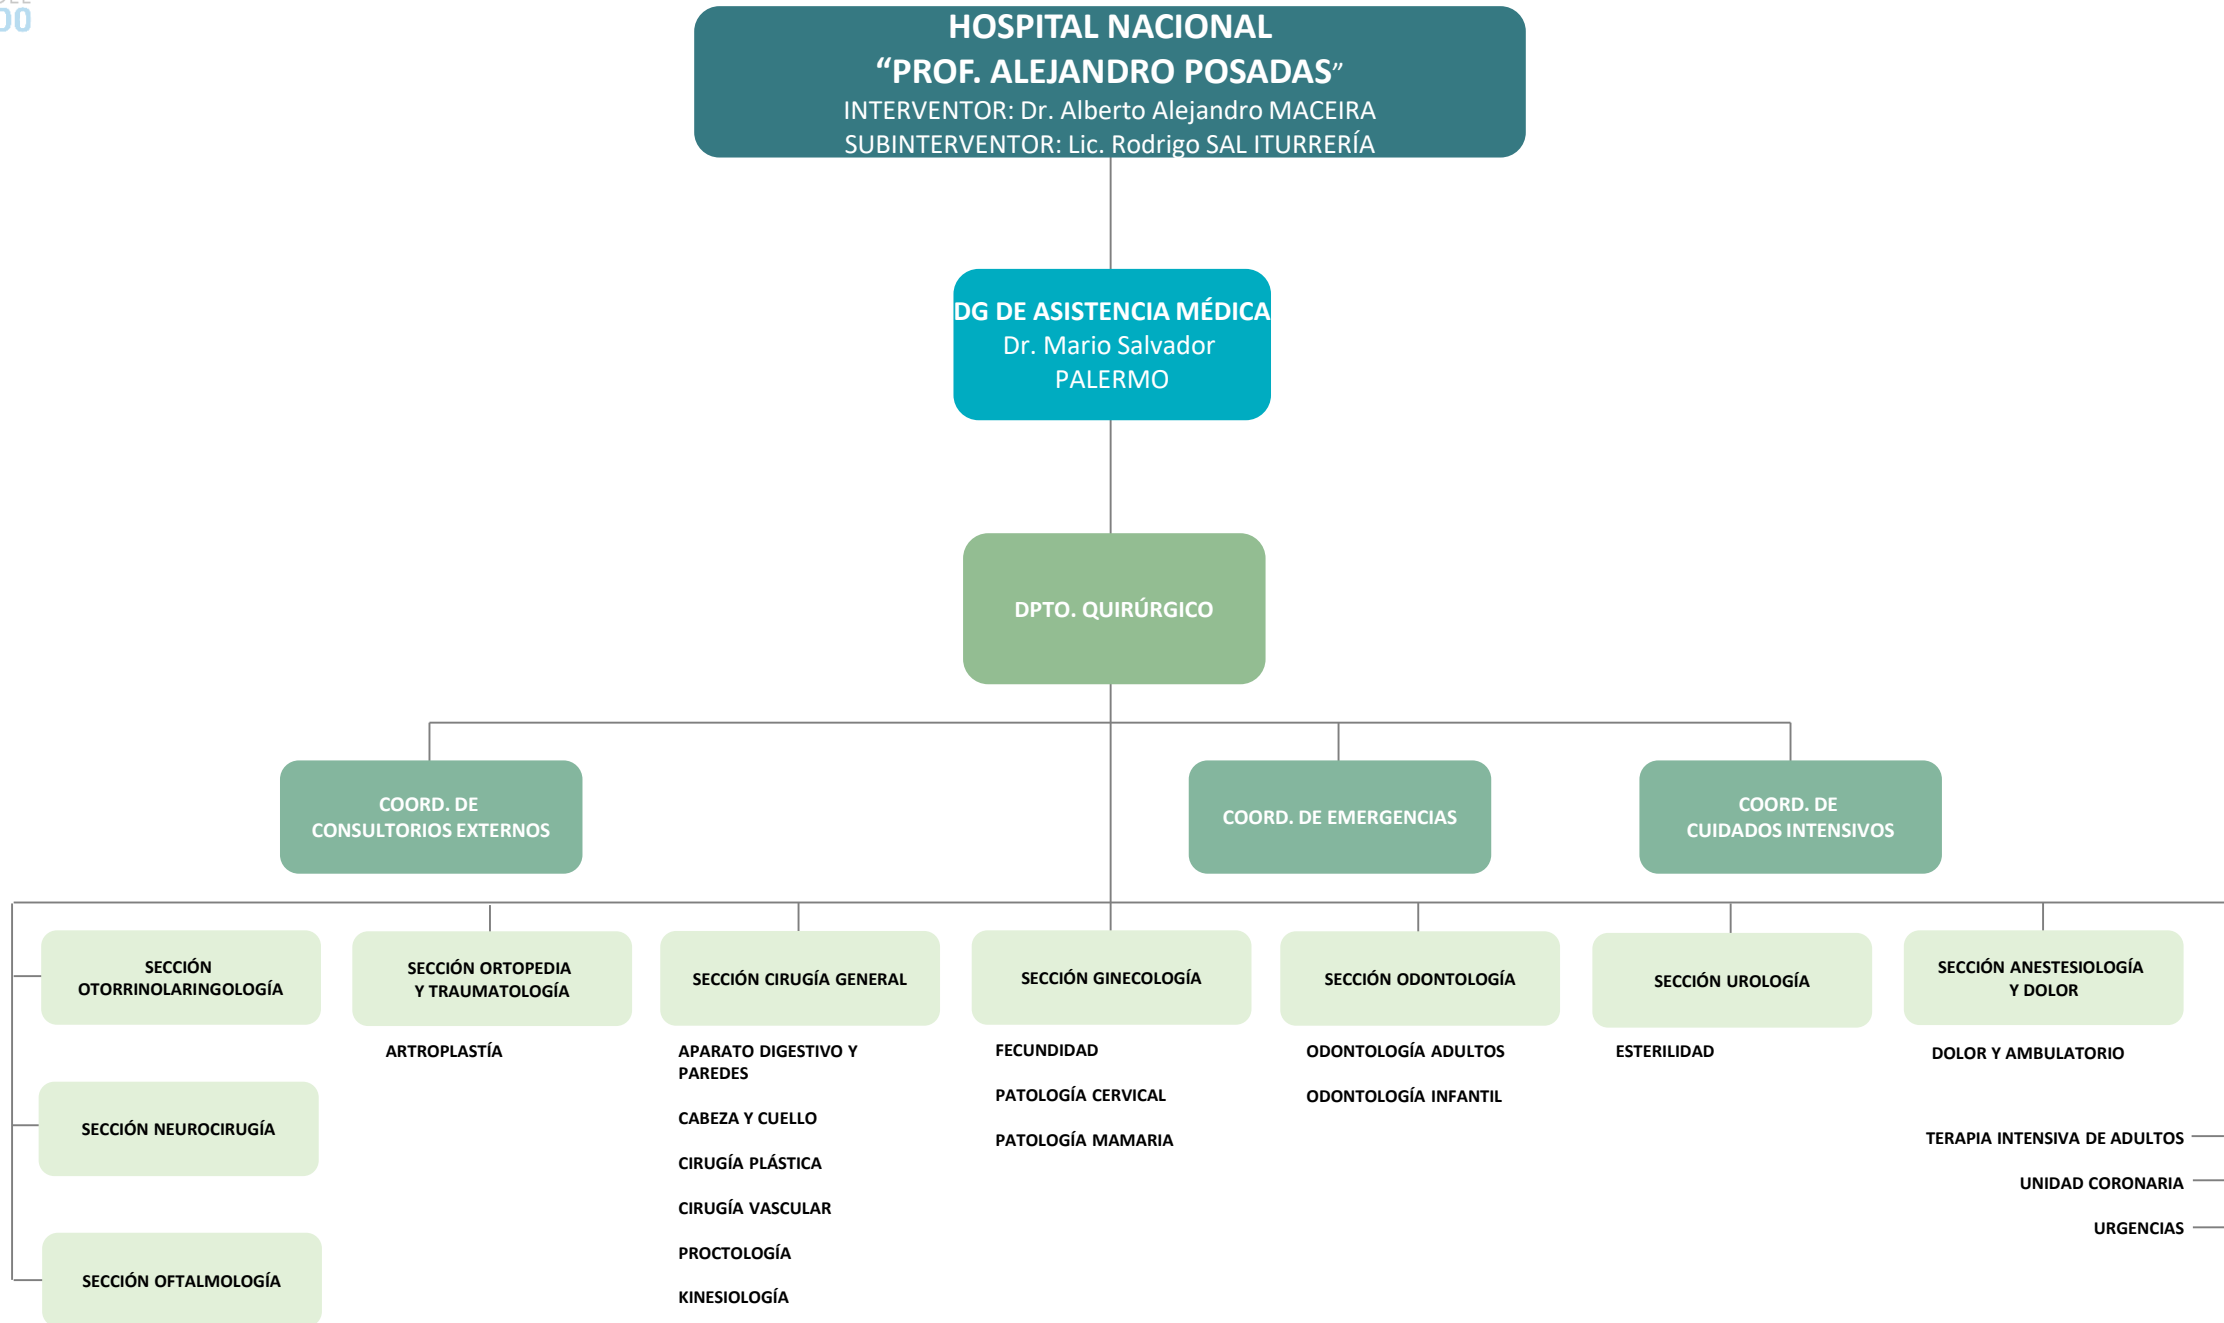 00
HOSPITAL NACIONAL
“PROF. ALEJANDRO POSADAS”
INTERVENTOR: Dr. Alberto Alejandro MACEIRA
SUBINTERVENTOR: Lic. Rodrigo SAL ITURRERÍA
DG DE ASISTENCIA MÉDICA
Dr. Mario Salvador
PALERMO
DPTO. QUIRÚRGICO
COORD. DE
CONSULTORIOS EXTERNOS
COORD. DE EMERGENCIAS
COORD. DE
CUIDADOS INTENSIVOS
SECCIÓN
OTORRINOLARINGOLOGÍA
SECCIÓN NEUROCIRUGÍA
SECCIÓN OFTALMOLOGÍA
SECCIÓN ORTOPEDIA
Y TRAUMATOLOGÍA
ARTROPLASTÍA
SECCIÓN CIRUGÍA GENERAL
APARATO DIGESTIVO Y
PAREDES
CABEZA Y CUELLO
CIRUGÍA PLÁSTICA
CIRUGÍA VASCULAR
PROCTOLOGÍA
KINESIOLOGÍA
SECCIÓN GINECOLOGÍA
FECUNDIDAD
PATOLOGÍA CERVICAL
PATOLOGÍA MAMARIA
SECCIÓN ODONTOLOGÍA
ODONTOLOGÍA ADULTOS
ODONTOLOGÍA INFANTIL
SECCIÓN UROLOGÍA
ESTERILIDAD
SECCIÓN ANESTESIOLOGÍA
Y DOLOR
DOLOR Y AMBULATORIO
TERAPIA INTENSIVA DE ADULTOS
UNIDAD CORONARIA
URGENCIAS